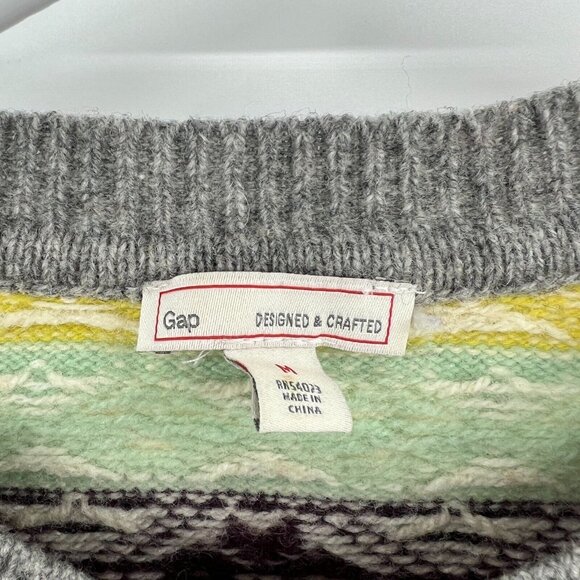 Gap DESIGNED & CRAFTED
M
RN54023
MADE IN
CHINA